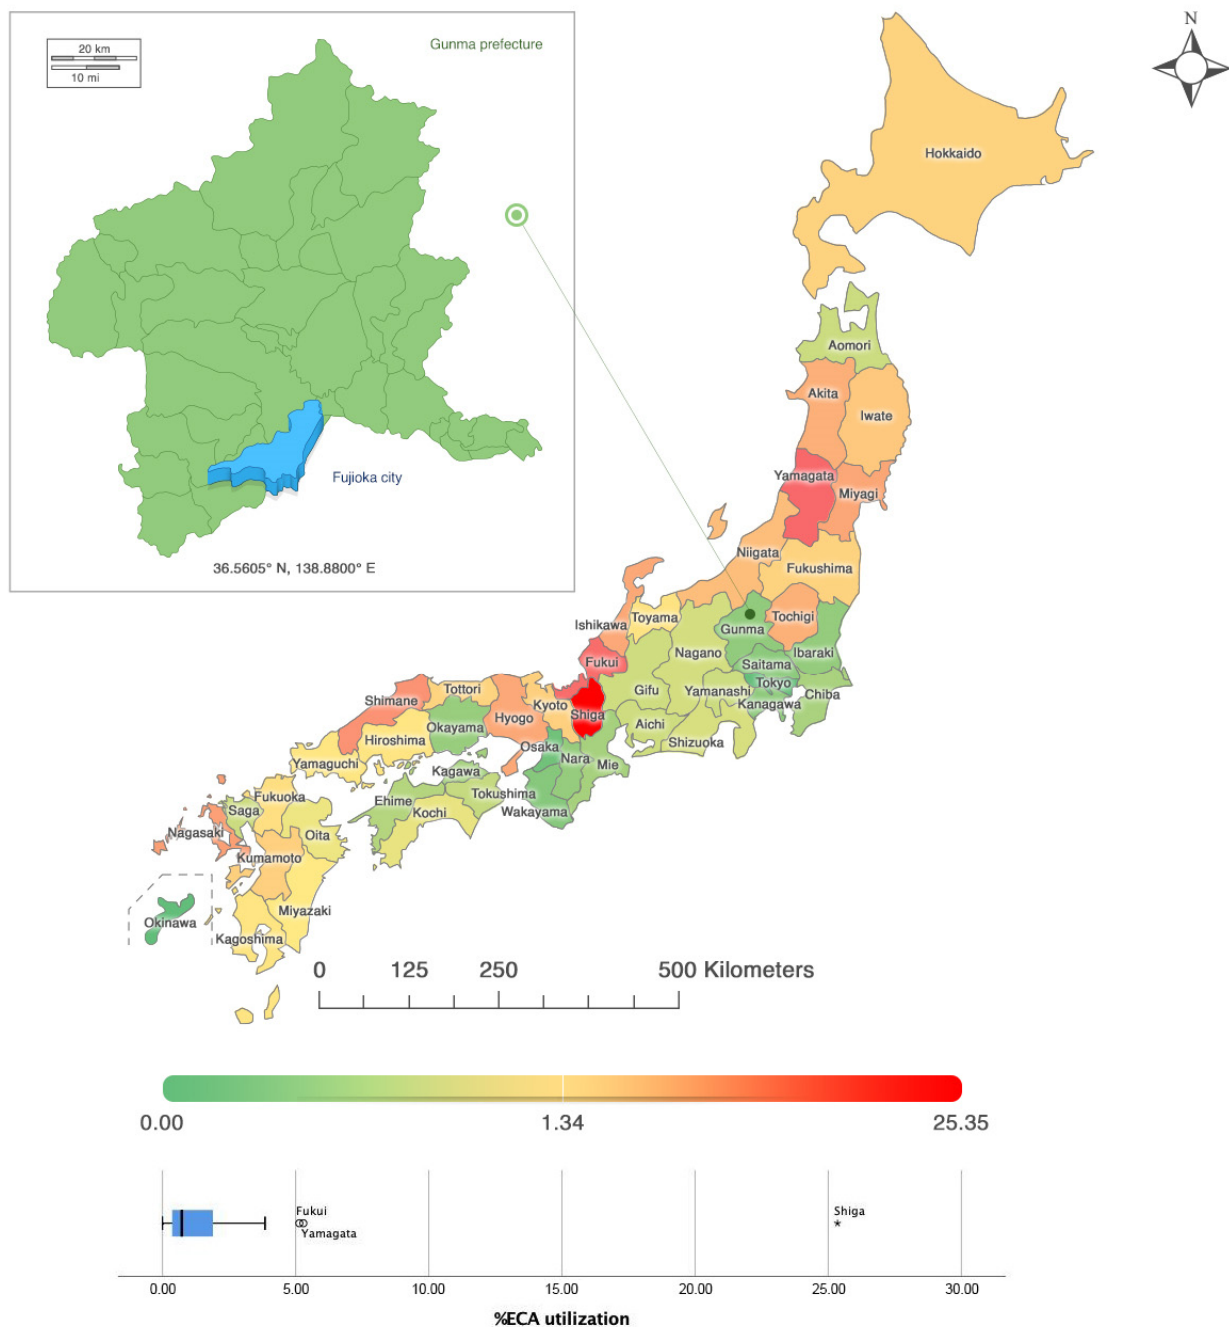 20 km
10 mi
Gunma prefecture
N
Hokkaido
Aomori
Akita
Iwate
Fujioka city
Yamagata
Miyagi
36.5605° N, 138.8800° E
Niigata
Fukushima
Ishikawa
Toyama
Gunma
Tochigi
Fukui
Nagano
Ibaraki
Saitama
Tokyo
Shimane
Tottori
Kyoto
Shiga
Gifu
Yamanashi
Kanagawa
Chiba
Hyogo
Okayama
Aichi
Hiroshima
Osaka
Shizuoka
Yamaguchi
Nara
Mie
Kagawa
Fukuoka
Ehime
Tokushima
Saga
Kochi
Wakayama
Nagasaki
Oita
Kumamoto
Okinawa
Miyazaki
Kagoshima
0 125 250 500 Kilometers
0.00 1.34 25.35
Fukui
Shiga
Yamagata
0.00 5.00 10.00 15.00 20.00 25.00 30.00
%ECA utilization